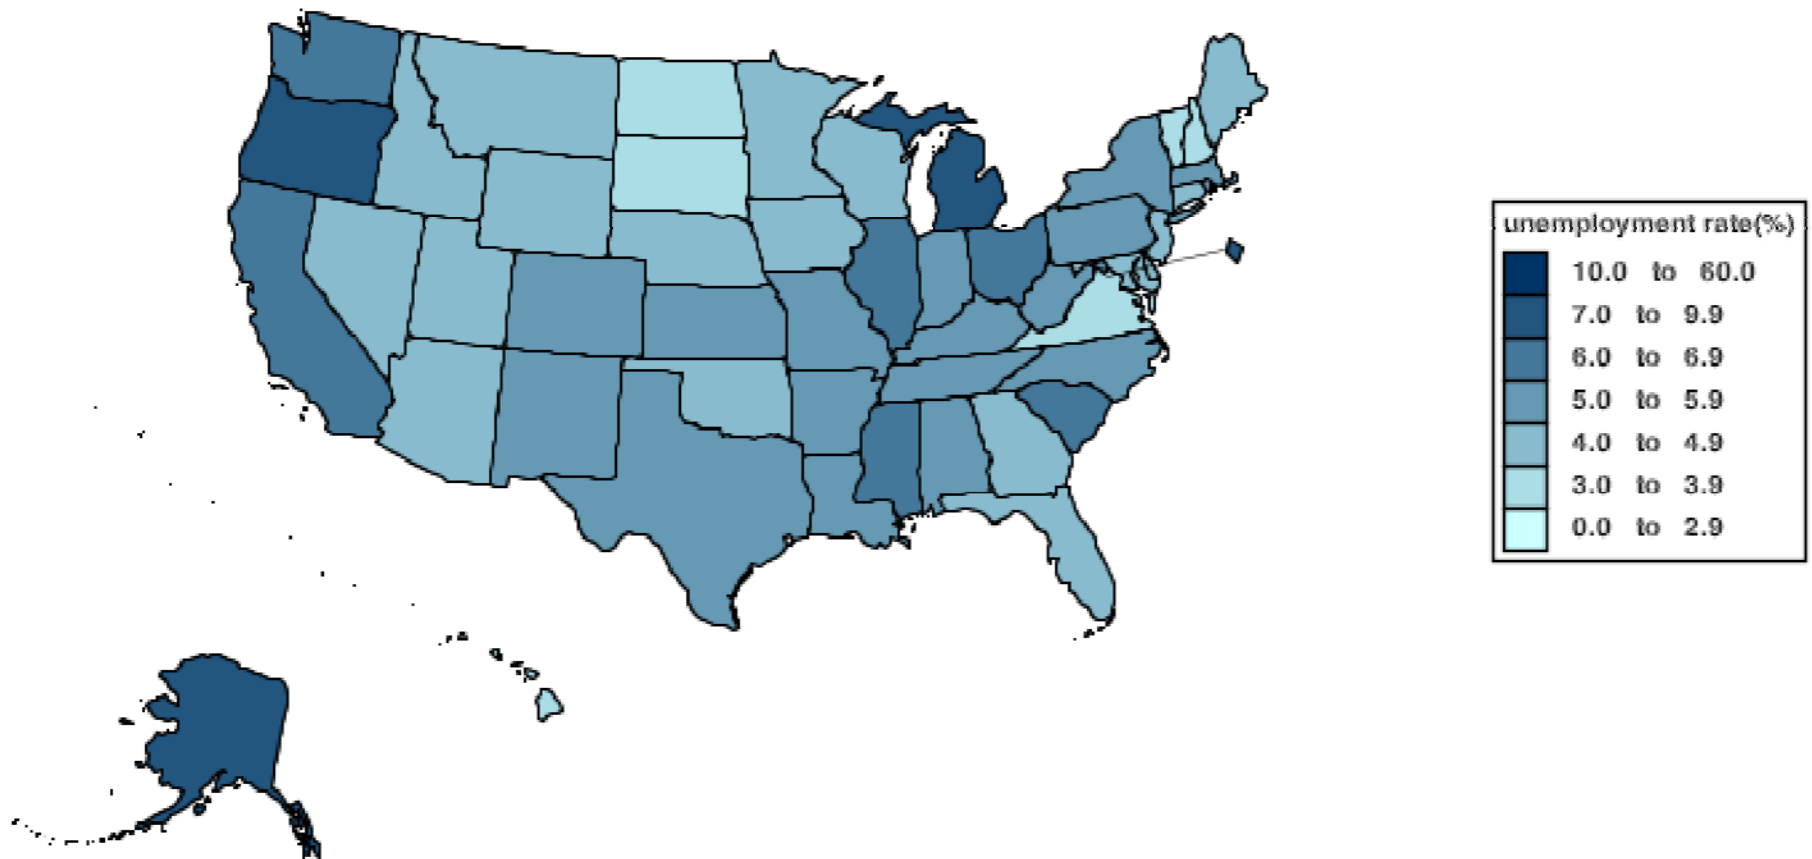 unemployment rate(%)
10.0 to 60.0
7.0 to 9.9
6.0 to 6.9
5.0 to 5.9
4.0 to 4.9
3.0 to 3.9
0.0 to 2.9